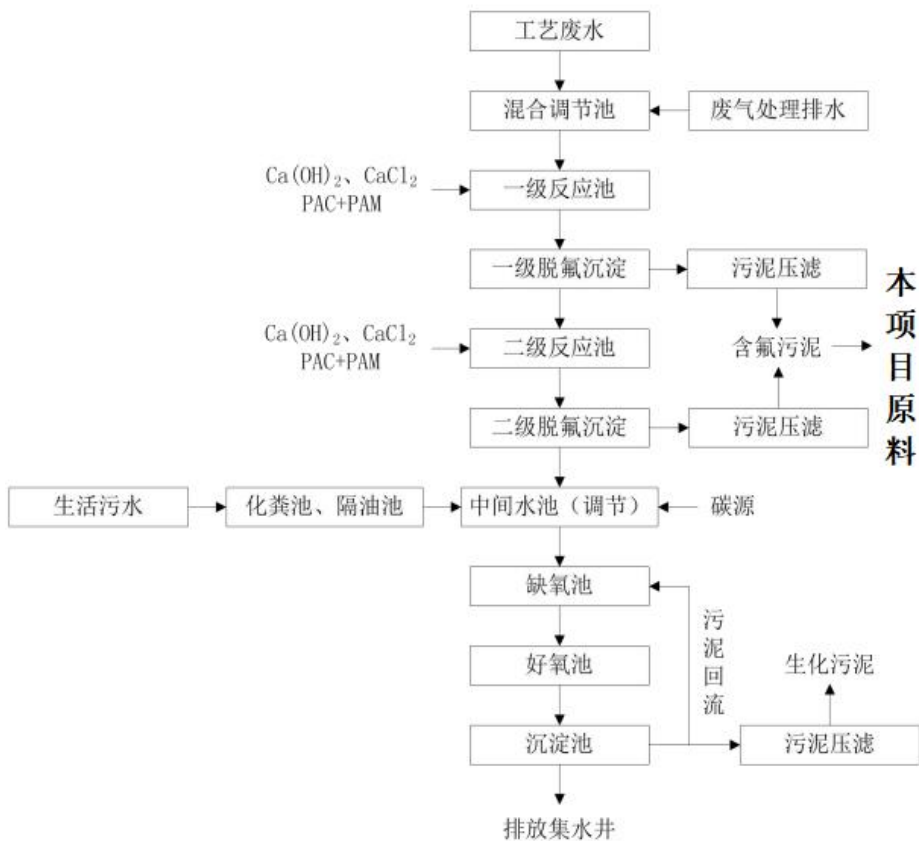 工艺废水
混合调节池
废气处理排水
Ca(OH)₂、CaCl₂
PAC+PAM
一级反应池
一级脱氟沉淀
污泥压滤
Ca(OH)₂、CaCl₂
PAC+PAM
二级反应池
含氟污泥
本项目原料
二级脱氟沉淀
污泥压滤
生活污水
化粪池、隔油池
中间水池（调节）
碳源
缺氧池
污泥回流
好氧池
生化污泥
沉淀池
污泥压滤
排放集水井